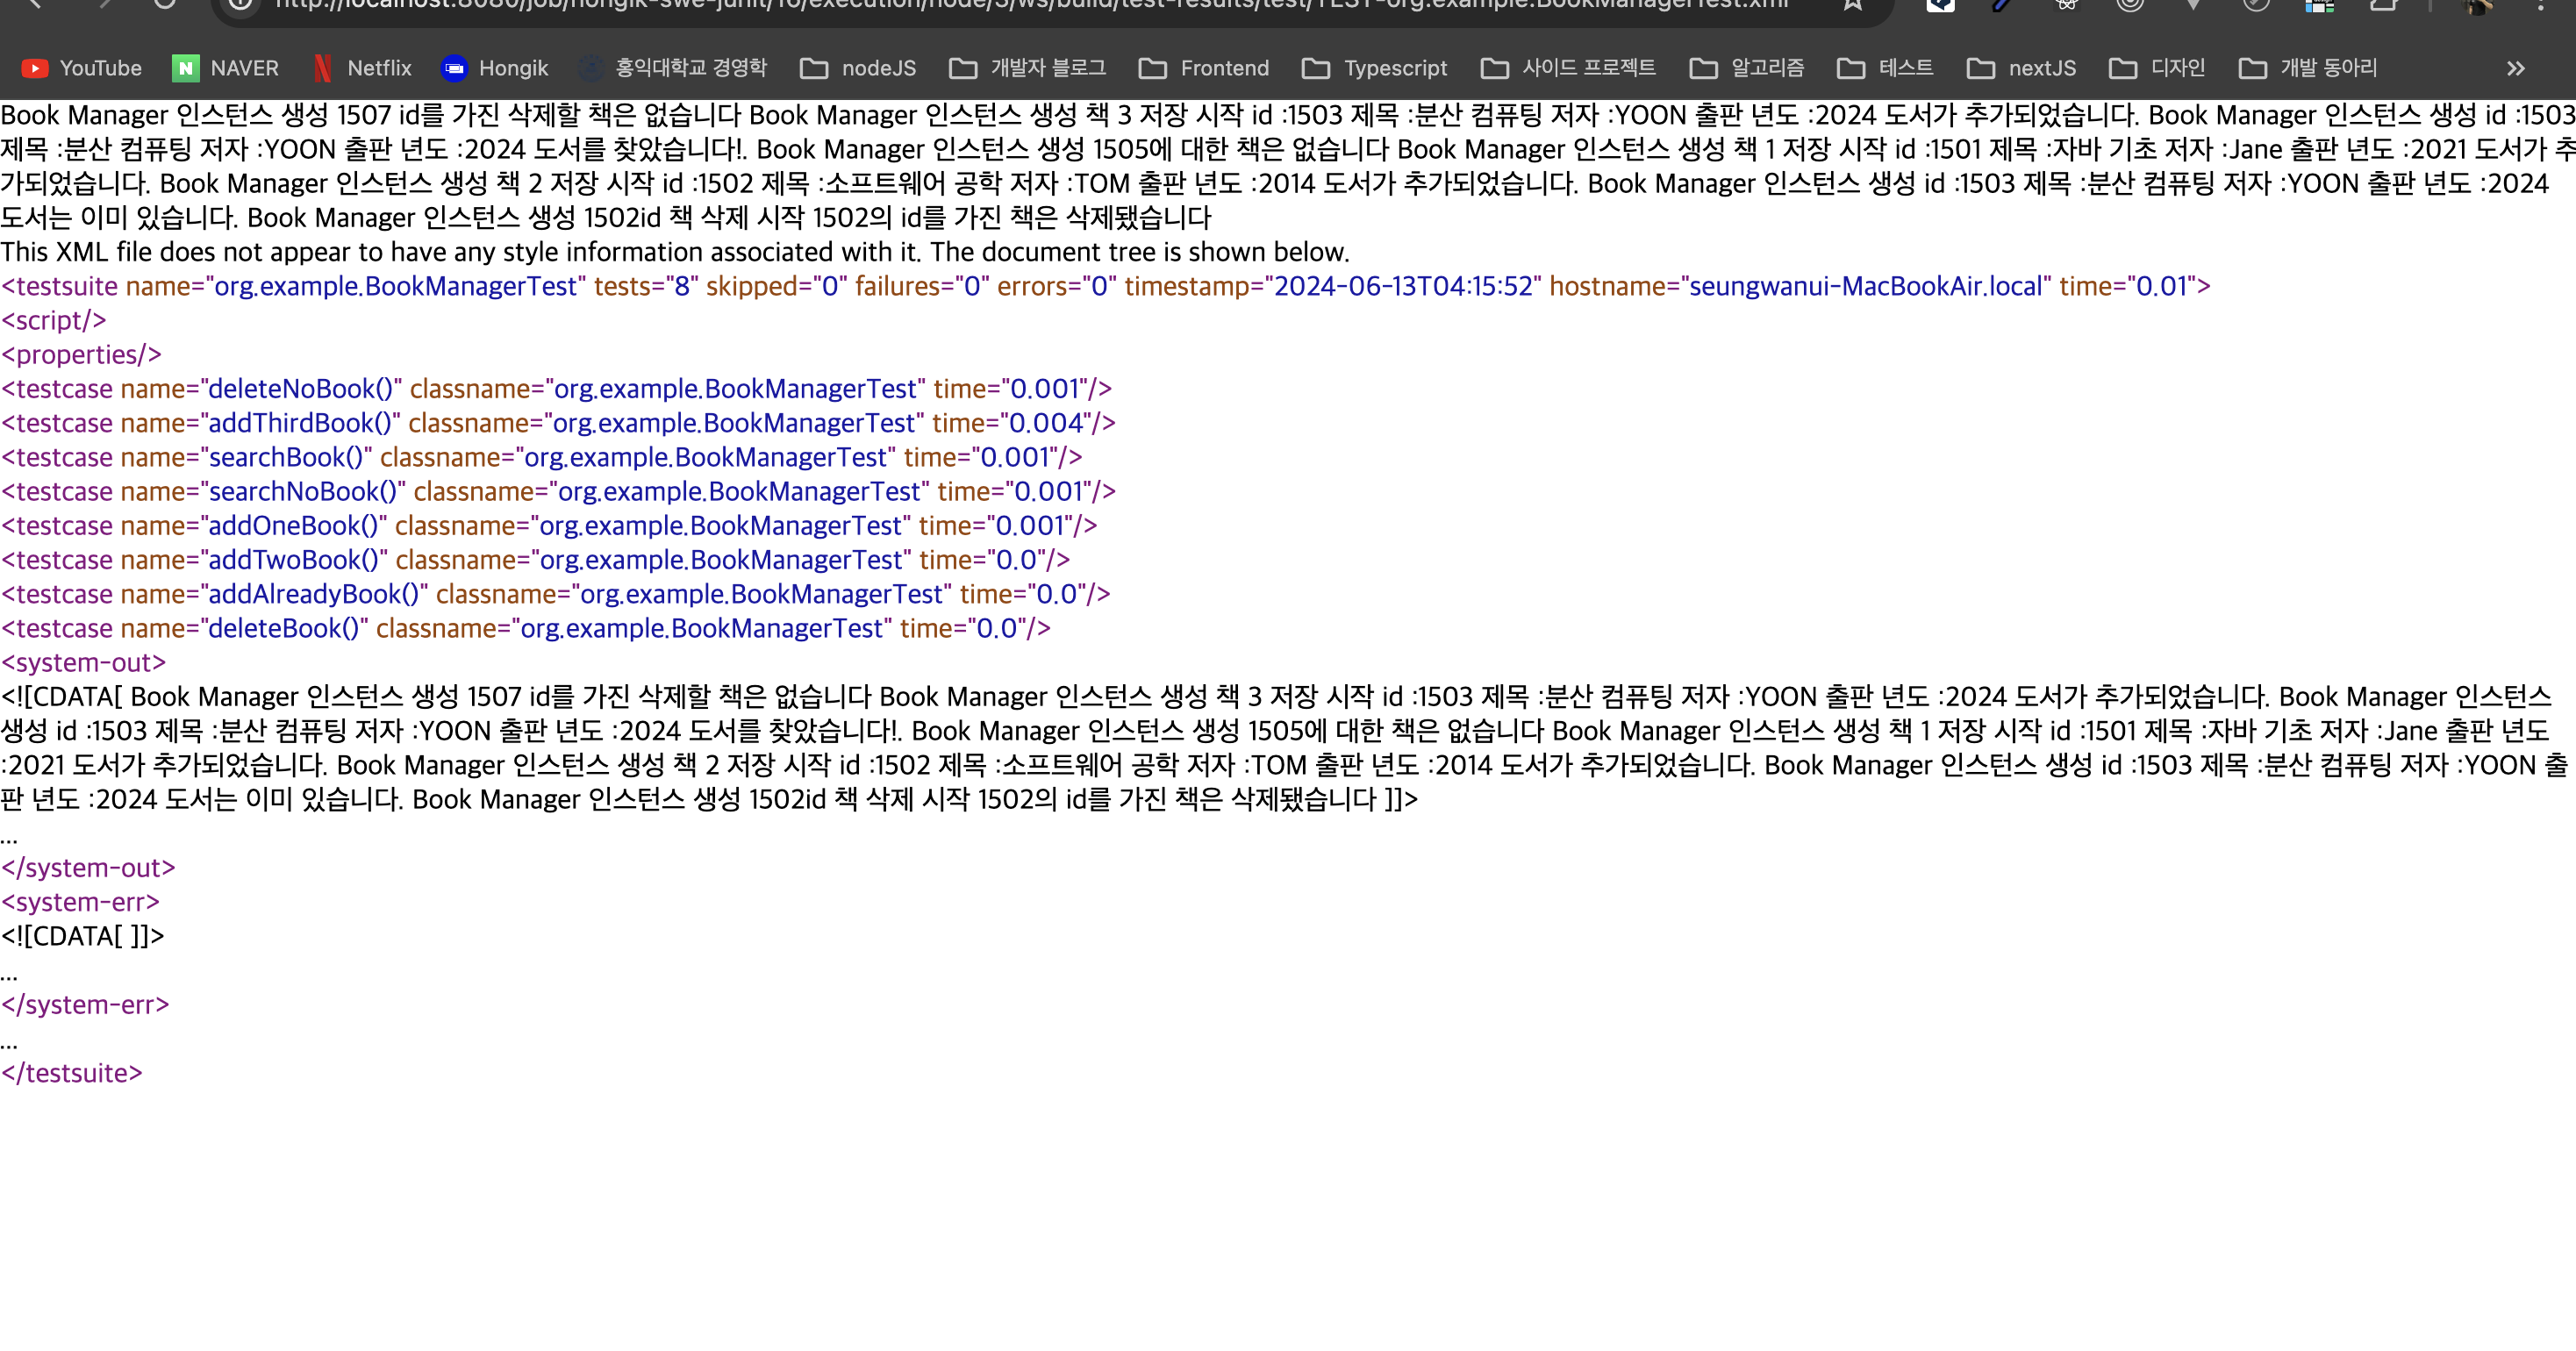 http://localhost:8080/job/hongik-swe-junit/16/execution/node/3/ws/build/test-results/test/TEST-org.example.BookManagerTest.xml
YouTube NAVER Netflix Hongik 홍익대학교 경영학 nodeJS 개발자 블로그 Frontend Typescript 사이드 프로젝트 알고리즘 테스트 nextJS 디자인 개발 동아리 »
Book Manager 인스턴스 생성 1507 id를 가진 삭제할 책은 없습니다 Book Manager 인스턴스 생성 책 3 저장 시작 id :1503 제목 :분산 컴퓨팅 저자 :YOON 출판 년도 :2024 도서가 추가되었습니다. Book Manager 인스턴스 생성 id :1503
제목 :분산 컴퓨팅 저자 :YOON 출판 년도 :2024 도서를 찾았습니다!. Book Manager 인스턴스 생성 1505에 대한 책은 없습니다 Book Manager 인스턴스 생성 책 1 저장 시작 id :1501 제목 :자바 기초 저자 :Jane 출판 년도 :2021 도서가 추
가되었습니다. Book Manager 인스턴스 생성 책 2 저장 시작 id :1502 제목 :소프트웨어 공학 저자 :TOM 출판 년도 :2014 도서가 추가되었습니다. Book Manager 인스턴스 생성 id :1503 제목 :분산 컴퓨팅 저자 :YOON 출판 년도 :2024
도서는 이미 있습니다. Book Manager 인스턴스 생성 1502id 책 삭제 시작 1502의 id를 가진 책은 삭제됐습니다
This XML file does not appear to have any style information associated with it. The document tree is shown below.
<testsuite name="org.example.BookManagerTest" tests="8" skipped="0" failures="0" errors="0" timestamp="2024-06-13T04:15:52" hostname="seungwanui-MacBookAir.local" time="0.01">
<script/>
<properties/>
<testcase name="deleteNoBook()" classname="org.example.BookManagerTest" time="0.001"/>
<testcase name="addThirdBook()" classname="org.example.BookManagerTest" time="0.004"/>
<testcase name="searchBook()" classname="org.example.BookManagerTest" time="0.001"/>
<testcase name="searchNoBook()" classname="org.example.BookManagerTest" time="0.001"/>
<testcase name="addOneBook()" classname="org.example.BookManagerTest" time="0.001"/>
<testcase name="addTwoBook()" classname="org.example.BookManagerTest" time="0.0"/>
<testcase name="addAlreadyBook()" classname="org.example.BookManagerTest" time="0.0"/>
<testcase name="deleteBook()" classname="org.example.BookManagerTest" time="0.0"/>
<system-out>
<![CDATA[ Book Manager 인스턴스 생성 1507 id를 가진 삭제할 책은 없습니다 Book Manager 인스턴스 생성 책 3 저장 시작 id :1503 제목 :분산 컴퓨팅 저자 :YOON 출판 년도 :2024 도서가 추가되었습니다. Book Manager 인스턴스
생성 id :1503 제목 :분산 컴퓨팅 저자 :YOON 출판 년도 :2024 도서를 찾았습니다!. Book Manager 인스턴스 생성 1505에 대한 책은 없습니다 Book Manager 인스턴스 생성 책 1 저장 시작 id :1501 제목 :자바 기초 저자 :Jane 출판 년도
:2021 도서가 추가되었습니다. Book Manager 인스턴스 생성 책 2 저장 시작 id :1502 제목 :소프트웨어 공학 저자 :TOM 출판 년도 :2014 도서가 추가되었습니다. Book Manager 인스턴스 생성 id :1503 제목 :분산 컴퓨팅 저자 :YOON 출
판 년도 :2024 도서는 이미 있습니다. Book Manager 인스턴스 생성 1502id 책 삭제 시작 1502의 id를 가진 책은 삭제됐습니다 ]]>
...
</system-out>
<system-err>
<![CDATA[ ]]>
...
</system-err>
...
</testsuite>